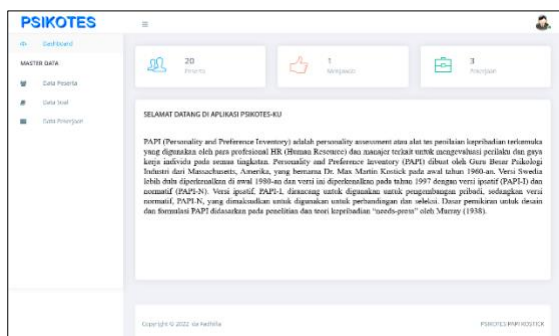 PSIKOTES
Dashboard
MASTER DATA
Data Peserta
Data Soal
Data Pekerjaan
20
Peserta
1
3
Pekerjaan
SELAMAT DATANG DI APLIKASI PSIKOTES-KU
PAPI (Personality and Preference Inventory) adalah personality assessment atau alat tes penilaian kepribadian terkemuka
yang digunakan oleh para profesional HR (Human Resource) dan manajer terkait untuk mengevaluasi perilaku dan gaya
kerja individu pada semua tingkatan. Personality and Preference Inventory (PAPI) dibuat oleh Guru Besar Psikologi
Industri dari Massachusetts, Amerika, yang bernama Dr. Max Martin Kostick pada awal tahun 1960-an. Versi Swedia
lebih dulu diperkenalkan di awal 1980-an dan versi ini diperkenalkan pada tahun 1997 dengan versi ipsatif (PAPI-I) dan
normatif (PAPI-N). Versi ipsatif, PAPI-I, dirancang untuk digunakan untuk pengembangan pribadi, sedangkan versi
normatif, PAPI-N, yang dimaksudkan untuk digunakan untuk perbandingan dan seleksi. Dasar pemikiran untuk desain
dan formulasi PAPI didasarkan pada penelitian dan teori kepribadian "needs-press" oleh Murray (1938).
Copyright © 2022
PSIKOTES PAPI KOSTICK